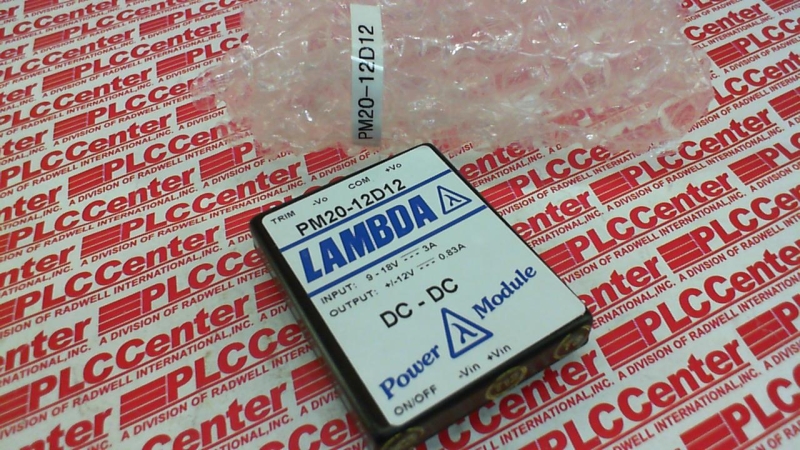 PM20-12D12
TRIM -Vo COM +Vo
PM20-12D12
LAMBDA
INPUT: 9 - 18V 3A
OUTPUT: +/-12V 0.83A
DC - DC
Power λ Module
ON/OFF -Vin +Vin
PLCCenter
A DIVISION OF RADWELL INTERNATIONAL, INC.